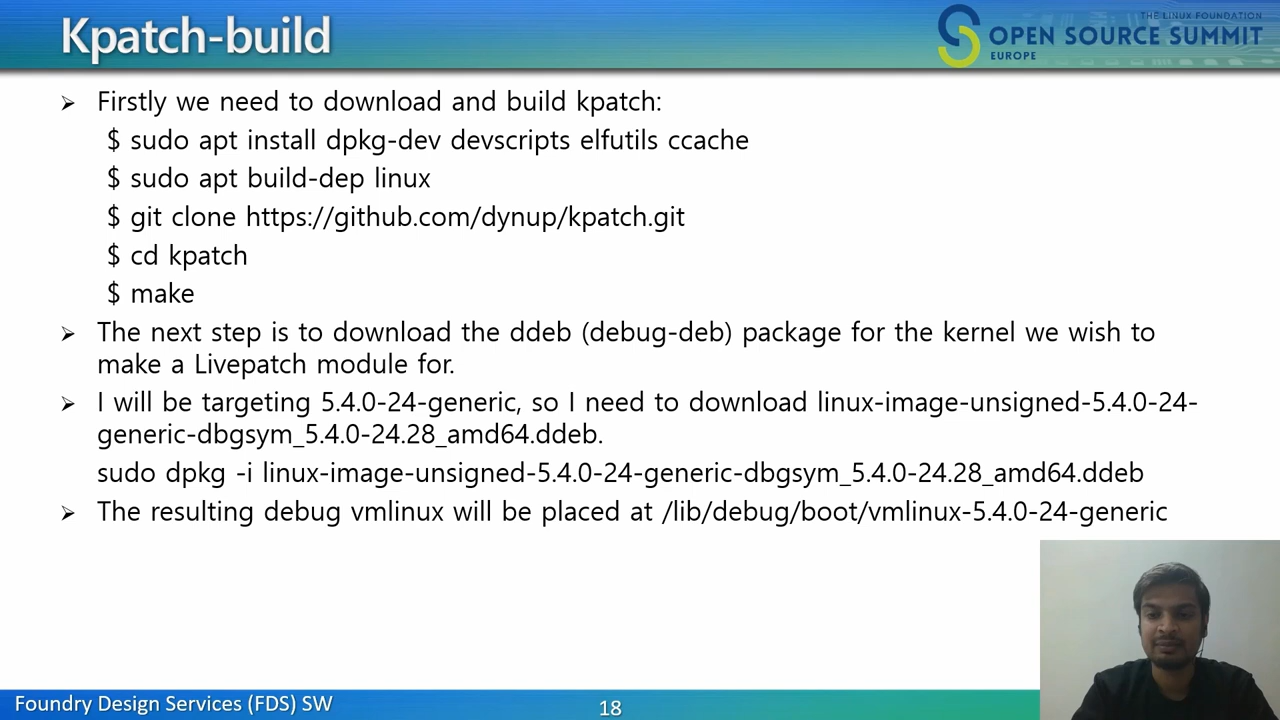 Kpatch-build
THE LINUX FOUNDATION
OPEN SOURCE SUMMIT
EUROPE
➢ Firstly we need to download and build kpatch:
$ sudo apt install dpkg-dev devscripts elfutils ccache
$ sudo apt build-dep linux
$ git clone https://github.com/dynup/kpatch.git
$ cd kpatch
$ make
➢ The next step is to download the ddeb (debug-deb) package for the kernel we wish to
make a Livepatch module for.
➢ I will be targeting 5.4.0-24-generic, so I need to download linux-image-unsigned-5.4.0-24-
generic-dbgsym_5.4.0-24.28_amd64.ddeb.
sudo dpkg -i linux-image-unsigned-5.4.0-24-generic-dbgsym_5.4.0-24.28_amd64.ddeb
➢ The resulting debug vmlinux will be placed at /lib/debug/boot/vmlinux-5.4.0-24-generic
Foundry Design Services (FDS) SW
18